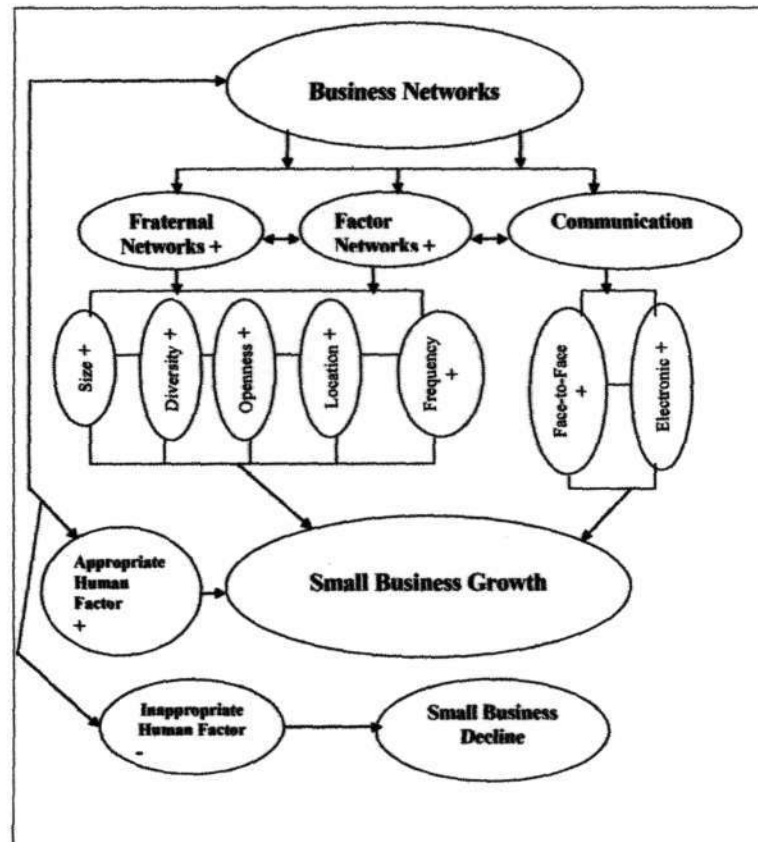 Business Networks
Fraternal
Networks +
Factor
Networks +
Communication
Size +
Diversity +
Openness +
Location +
Frequency
+
Face-to-Face
+
Electronic +
Appropriate
Human
Factor
+
Small Business Growth
Inappropriate
Human Factor
-
Small Business
Decline